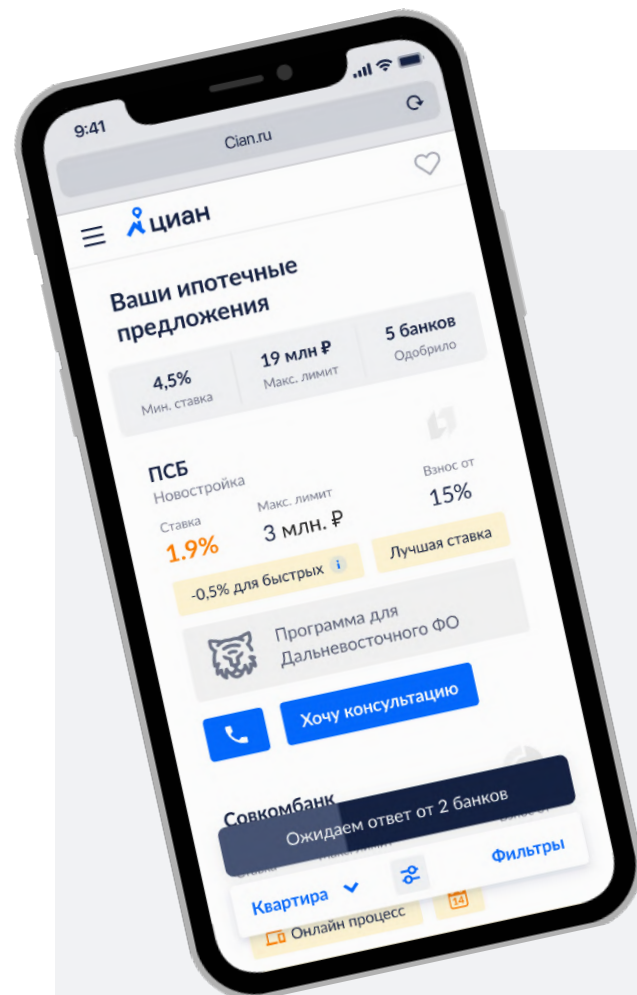 9:41
Cian.ru
циан
Ваши ипотечные
предложения
4,5%
Мин. ставка
19 млн ₽
Макс. лимит
5 банков
Одобрило
ПСБ
Новостройка
Ставка
1.9%
Макс. лимит
3 млн. ₽
Взнос от
15%
-0,5% для быстрых i
Лучшая ставка
Программа для
Дальневосточного ФО
Хочу консультацию
Совкомбанк
Ожидаем ответ от 2 банков
Квартира
Фильтры
Онлайн процесс
14